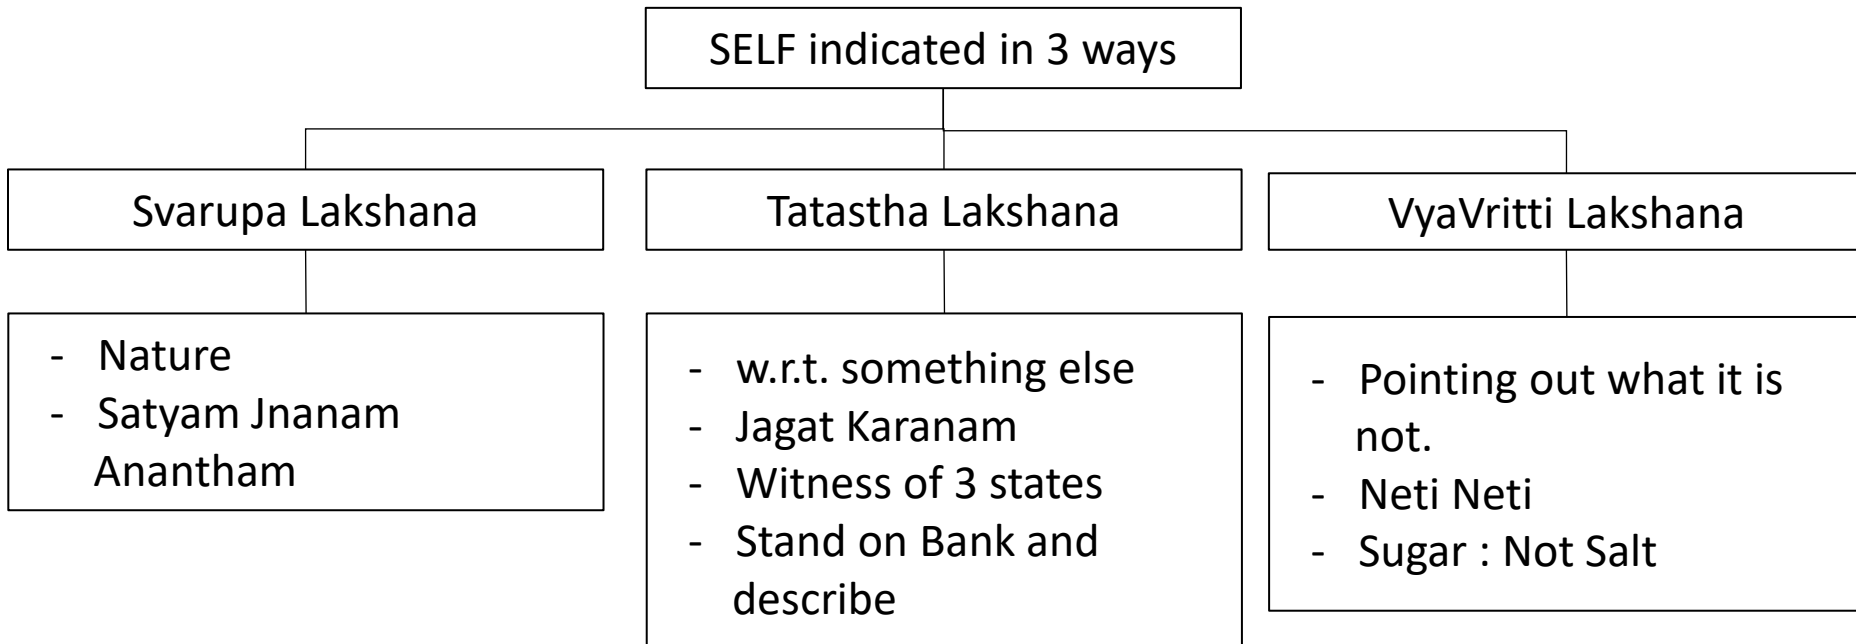 SELF indicated in 3 ways
Svarupa Lakshana
- Nature
- Satyam Jnanam
Anantham
Tatastha Lakshana
- w.r.t. something else
- Jagat Karanam
- Witness of 3 states
- Stand on Bank and
describe
VyaVritti Lakshana
- Pointing out what it is
not.
- Neti Neti
- Sugar : Not Salt